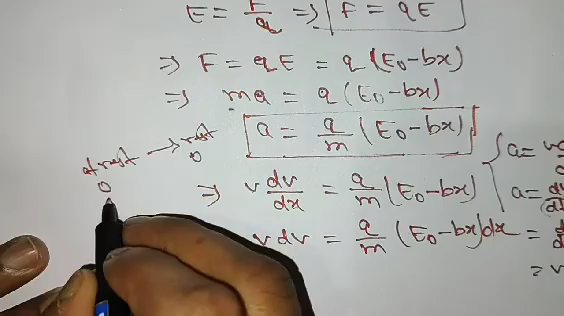 E = F/q ⇒ F = qE
⇒ F = qE = q (E₀-bx)
⇒ ma = q (E₀-bx)
a = q/m (E₀-bx)
at rest → rest
0 0
⇒ v dv/dx = q/m (E₀-bx)
a = 
a = 
vdv = q/m (E₀-bx)dx =
= v